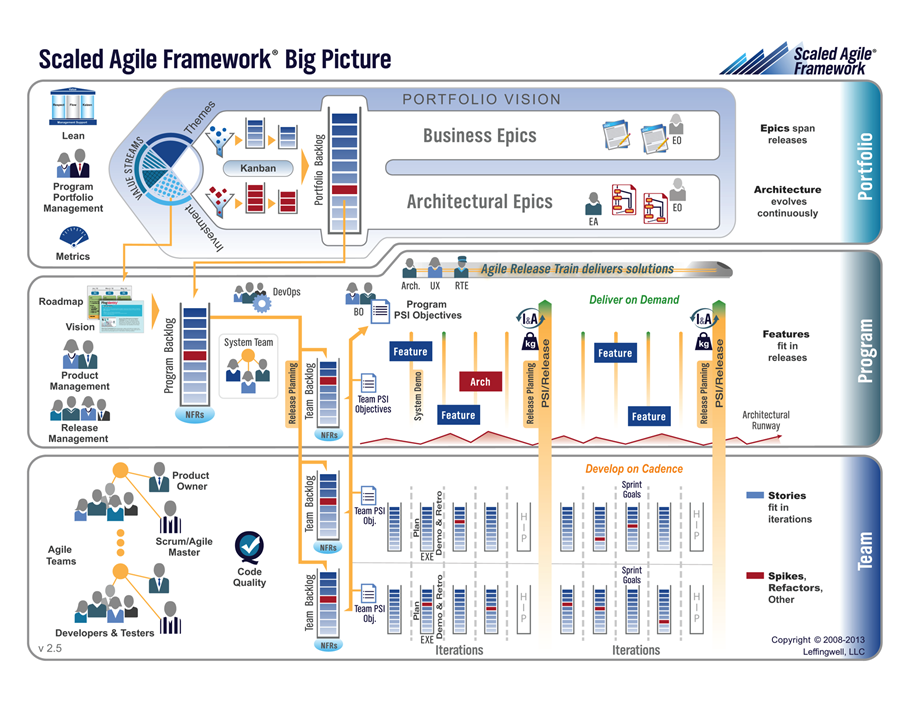 Scaled Agile Framework® Big Picture
Scaled Agile®
Framework
PORTFOLIO VISION
Lean
Program
Portfolio
Management
Metrics
VALUE STREAMS
Themes
Investment
Kanban
Portfolio Backlog
Business Epics
EO
Architectural Epics
EA
EO
Epics span
releases
Architecture
evolves
continuously
Portfolio
Agile Release Train delivers solutions
Arch.
UX
RTE
Roadmap
Vision
Product
Management
Release
Management
Program Backlog
NFRs
DevOps
System Team
Release Planning
Team Backlog
NFRs
BO
Program
PSI Objectives
Team PSI
Objectives
Feature
System Demo
Feature
Arch
I&A
kg
Release Planning
PSI/Release
Deliver on Demand
Feature
Feature
I&A
kg
Release Planning
PSI/Release
Architectural
Runway
Features
fit in
releases
Program
Product
Owner
Scrum/Agile
Master
Agile
Teams
Developers & Testers
Code
Quality
Team Backlog
NFRs
Team PSI
Obj.
Plan
EXE
Demo & Retro
HIP
Develop on Cadence
Sprint
Goals
HIP
Team Backlog
NFRs
Team PSI
Obj.
Plan
EXE
Demo & Retro
HIP
Sprint
Goals
HIP
Iterations
Iterations
Stories
fit in
iterations
Spikes,
Refactors,
Other
Team
v 2.5
Copyright © 2008-2013
Leffingwell, LLC